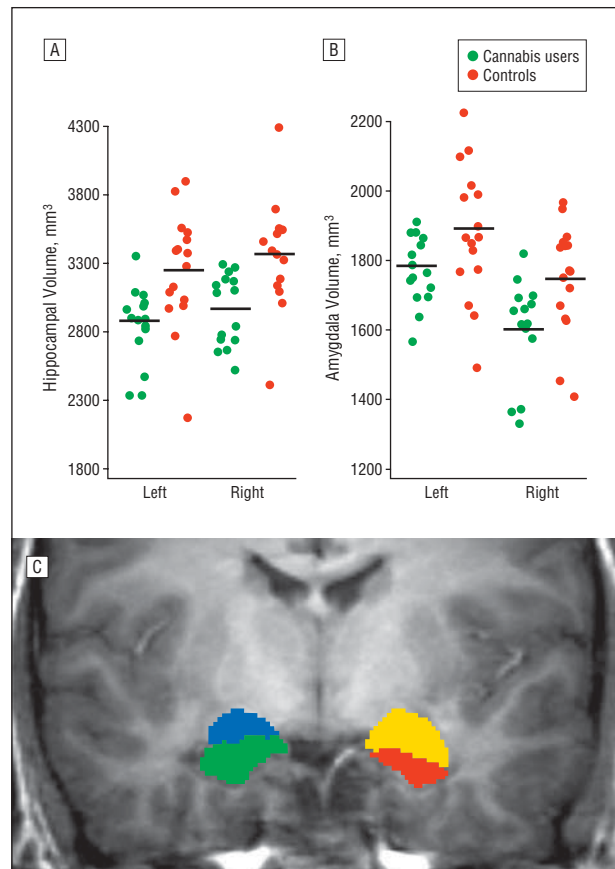 A
B
Cannabis users
Controls
Hippocampal Volume, mm³
4300
3800
3300
2800
2300
1800
Left
Right
Amygdala Volume, mm³
2200
2000
1800
1600
1400
1200
Left
Right
C